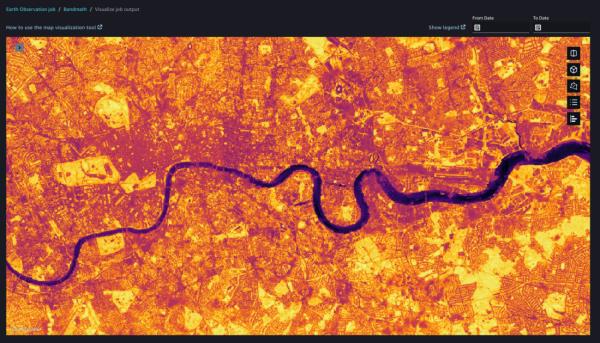 Earth Observation job / Bandmath / Visualize job output
How to use the map visualization tool
Show legend
From Date
To Date